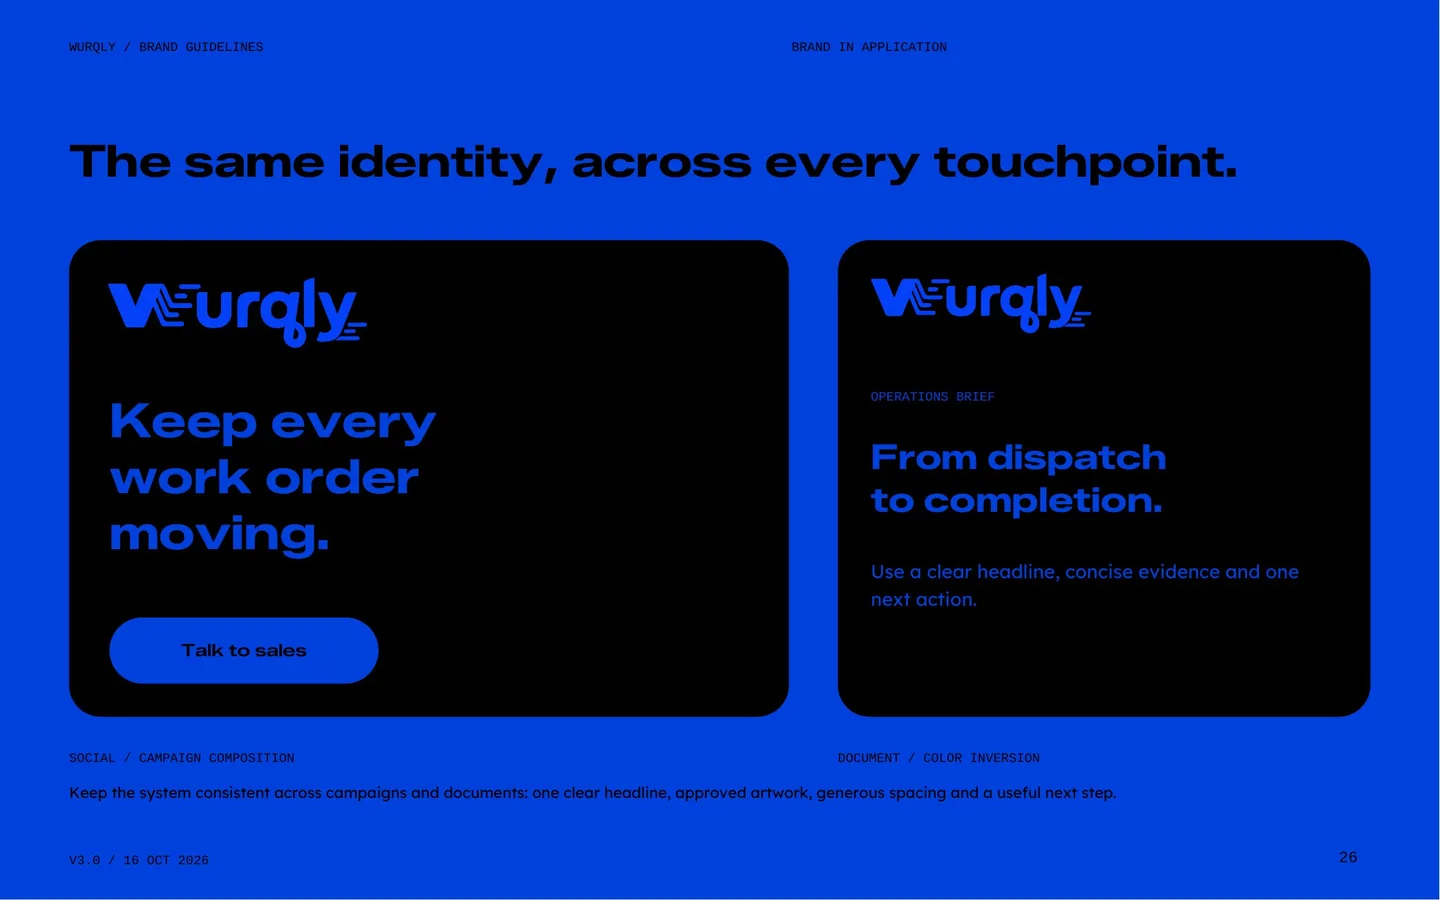 WURQLY / BRAND GUIDELINES
BRAND IN APPLICATION
The same identity, across every touchpoint.
Wurqly
Keep every
work order
moving.
Talk to sales
Wurqly
OPERATIONS BRIEF
From dispatch
to completion.
Use a clear headline, concise evidence and one
next action.
SOCIAL / CAMPAIGN COMPOSITION
DOCUMENT / COLOR INVERSION
Keep the system consistent across campaigns and documents: one clear headline, approved artwork, generous spacing and a useful next step.
V3.0 / 16 OCT 2026
26